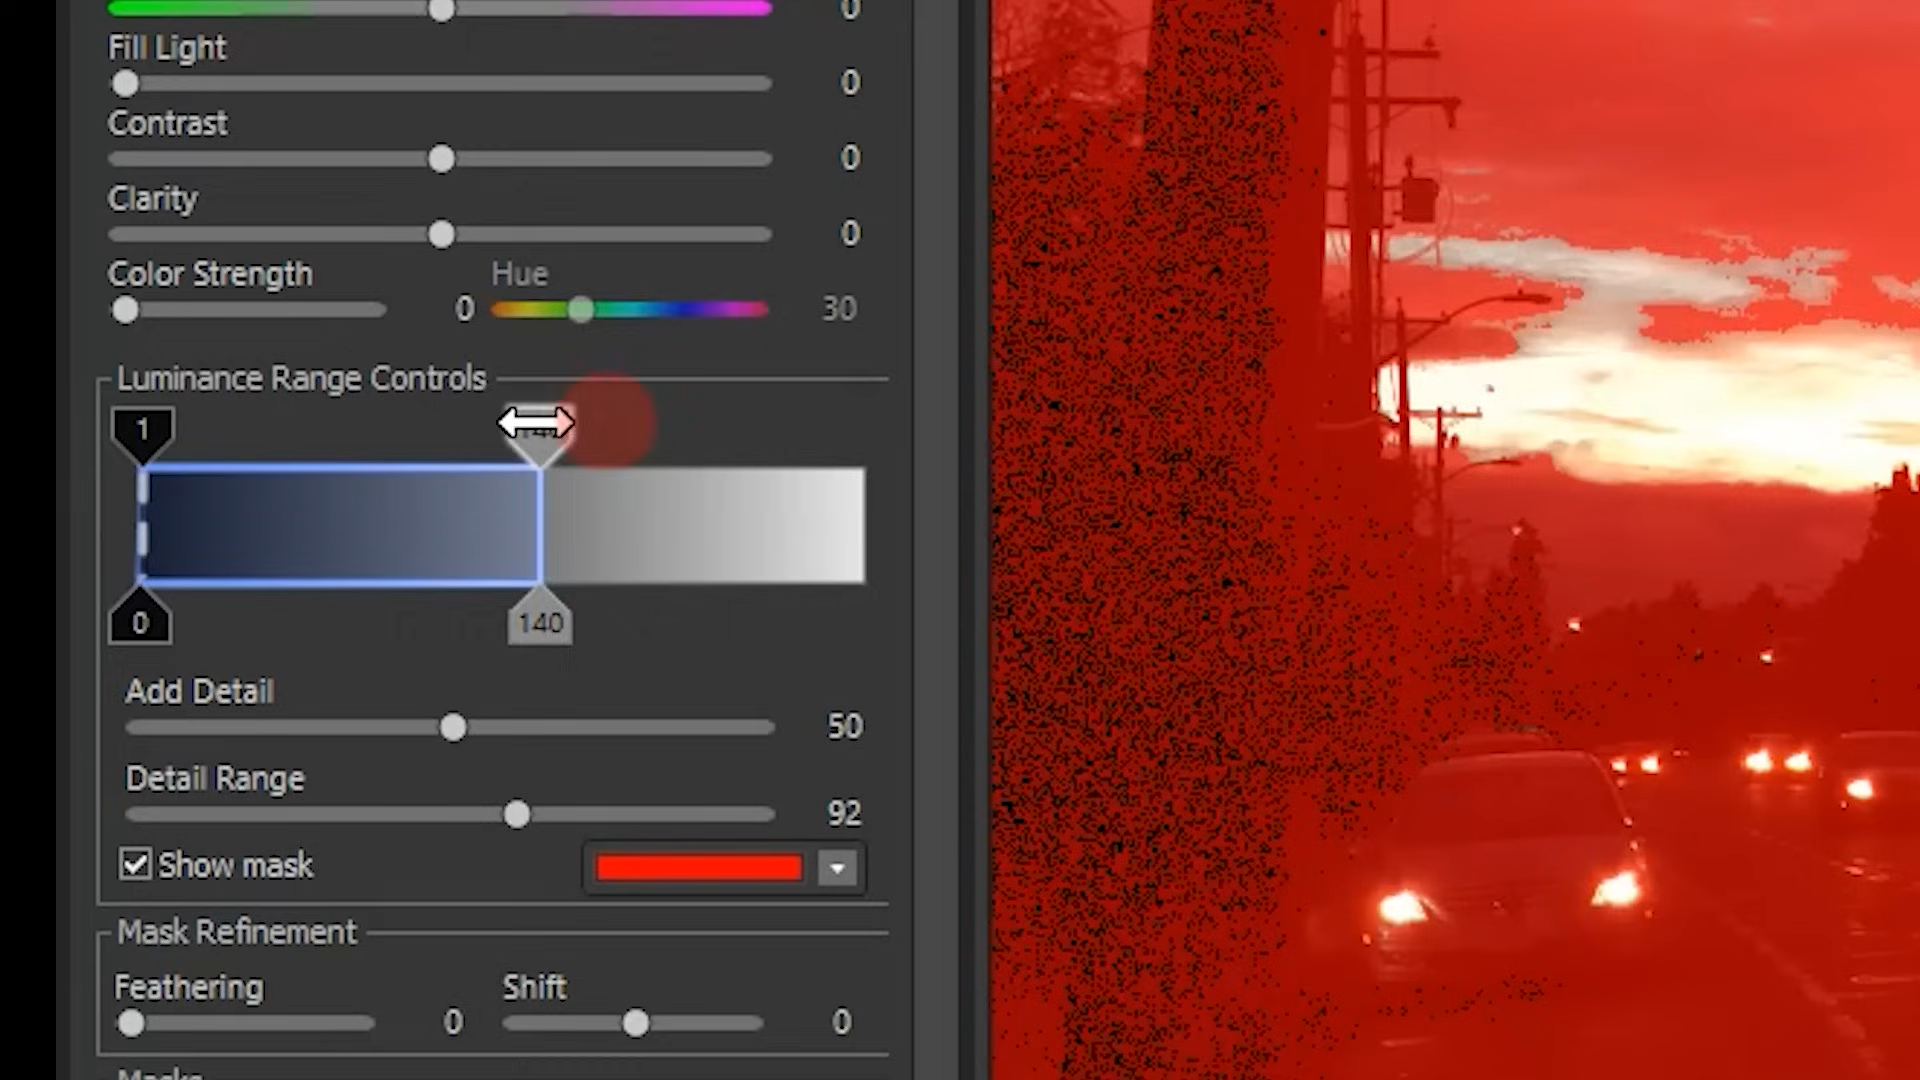 0
Fill Light
0
Contrast
0
Clarity
0
Color Strength Hue
0 30
Luminance Range Controls
1
0 140
Add Detail
50
Detail Range
92
Show mask
Mask Refinement
Feathering Shift
0 0